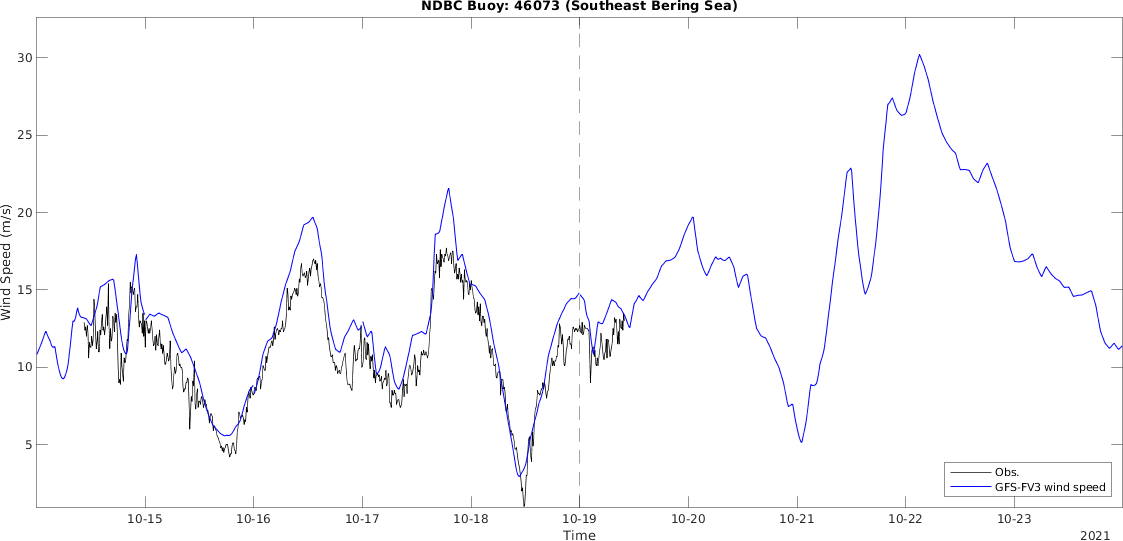 NDBC Buoy: 46073 (Southeast Bering Sea)
30
25
20
15
10
5
Wind Speed (m/s)
Obs.
GFS-FV3 wind speed
10-15 10-16 10-17 10-18 10-19 10-20 10-21 10-22 10-23
Time
2021